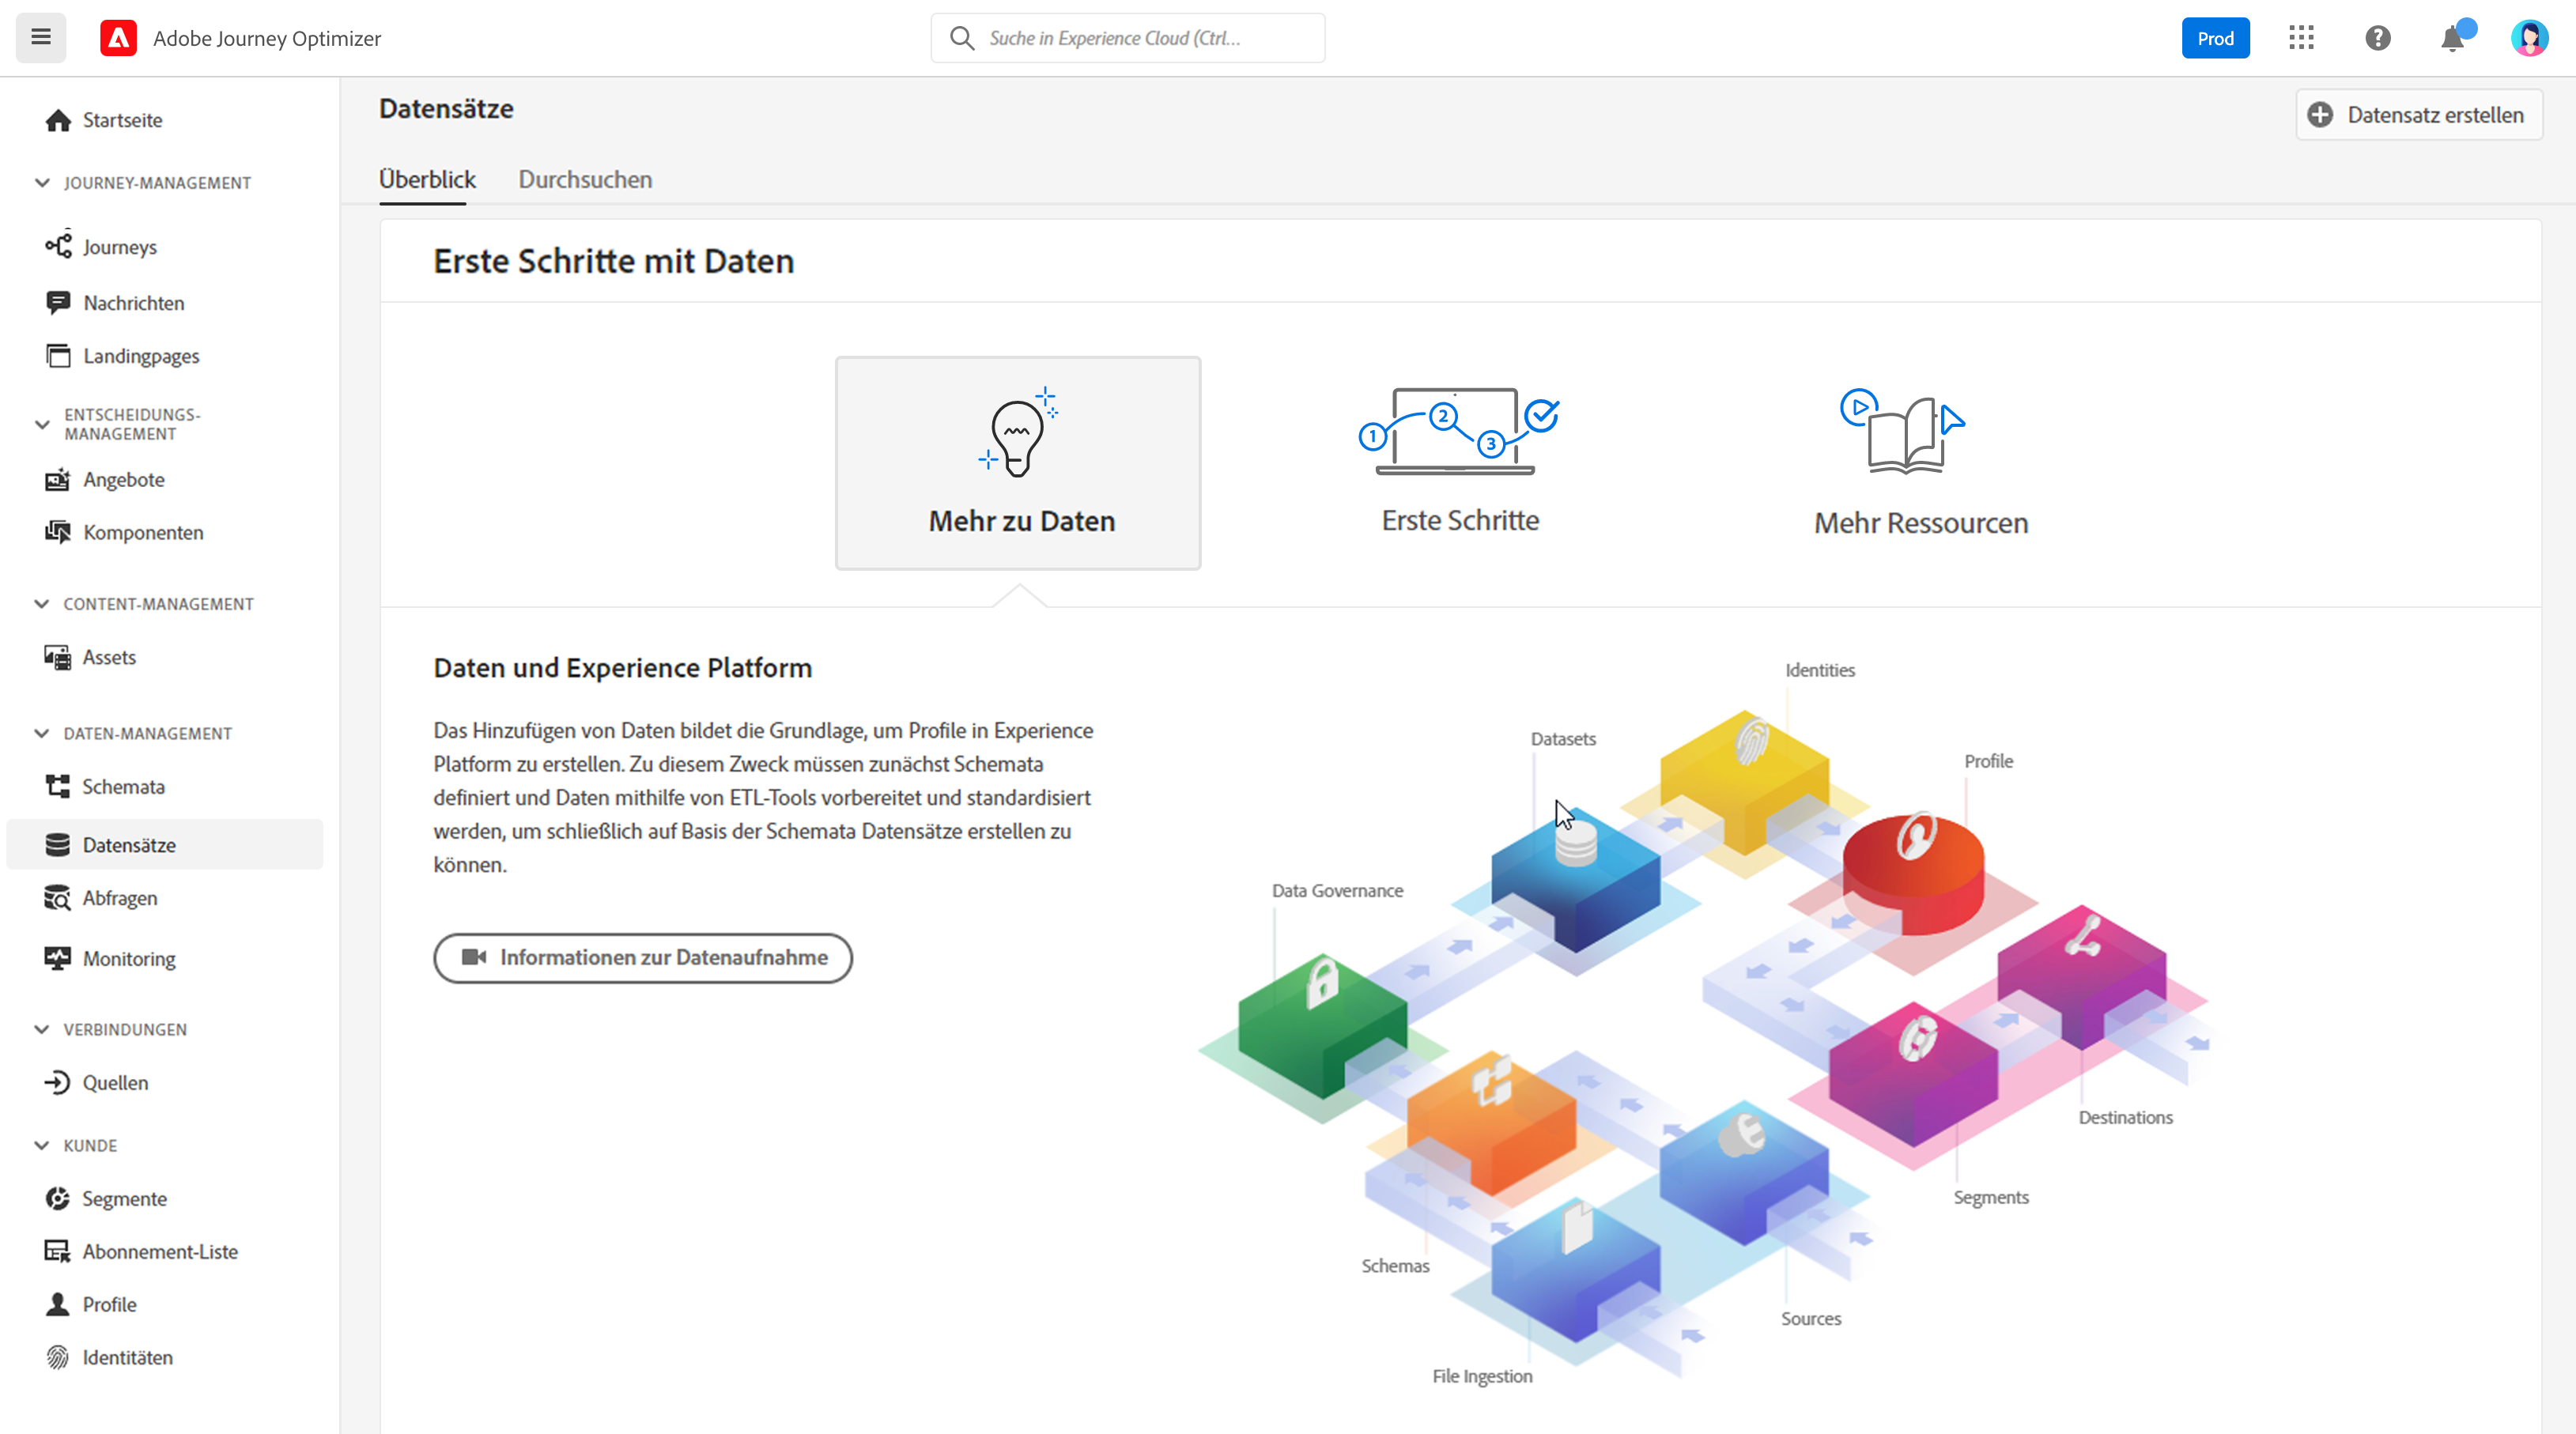 Adobe Journey Optimizer
Suche in Experience Cloud (Ctrl...
Prod
Startseite
JOURNEY-MANAGEMENT
Journeys
Nachrichten
Landingpages
ENTSCHEIDUNGS-
MANAGEMENT
Angebote
Komponenten
CONTENT-MANAGEMENT
Assets
DATEN-MANAGEMENT
Schemata
Datensätze
Abfragen
Monitoring
VERBINDUNGEN
Quellen
KUNDE
Segmente
Abonnement-Liste
Profile
Identitäten
Datensätze
Datensatz erstellen
Überblick
Durchsuchen
Erste Schritte mit Daten
1
2
3
Mehr zu Daten
Erste Schritte
Mehr Ressourcen
Daten und Experience Platform
Das Hinzufügen von Daten bildet die Grundlage, um Profile in Experience
Platform zu erstellen. Zu diesem Zweck müssen zunächst Schemata
definiert und Daten mithilfe von ETL-Tools vorbereitet und standardisiert
werden, um schließlich auf Basis der Schemata Datensätze erstellen zu
können.
Informationen zur Datenaufnahme
Identities
Datasets
Profile
Data Governance
Destinations
Segments
Schemas
Sources
File Ingestion